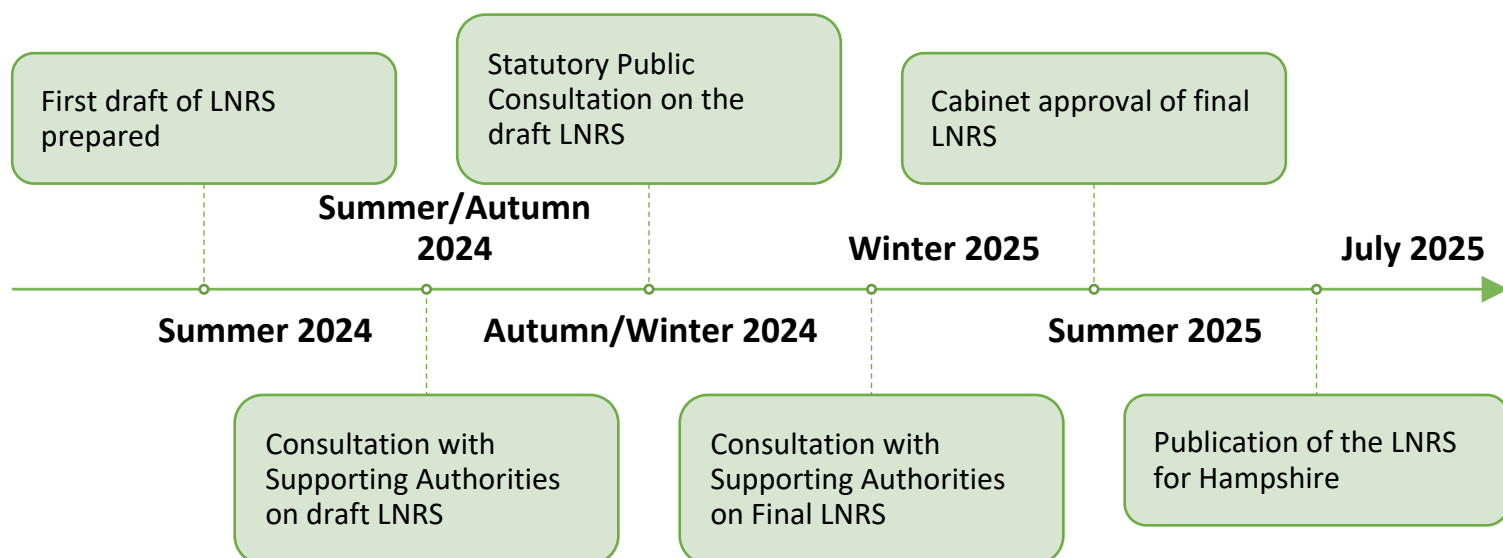 First draft of LNRS
prepared
Statutory Public
Consultation on the
draft LNRS
Cabinet approval of final
LNRS
Summer/Autumn
2024
Winter 2025
July 2025
Summer 2024
Autumn/Winter 2024
Summer 2025
Consultation with
Supporting Authorities
on draft LNRS
Consultation with
Supporting Authorities
on Final LNRS
Publication of the LNRS
for Hampshire